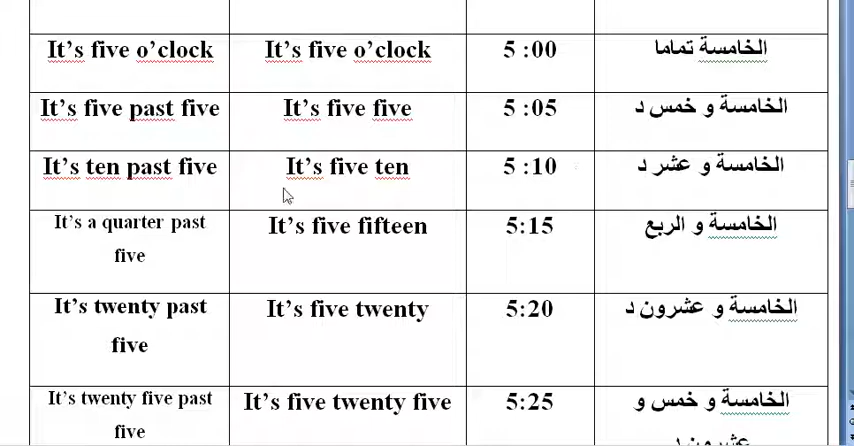 It's five o'clock
It's five o'clock
5 :00
الخامسة تماما
It's five past five
It's five five
5 :05
الخامسة و خمس د
It's ten past five
It's five ten
5 :10
الخامسة و عشر د
It's a quarter past
five
It's five fifteen
5:15
الخامسة و الربع
It's twenty past
five
It's five twenty
5:20
الخامسة و عشرون د
It's twenty five past
five
It's five twenty five
5:25
الخامسة و خمس و
عشرون د